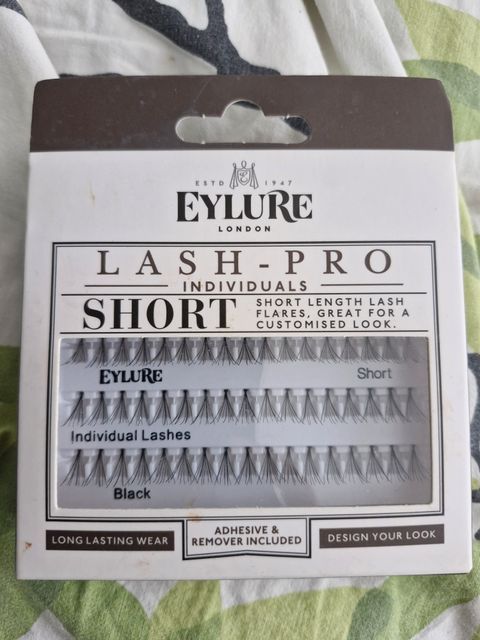 ESTD 1947
EYLURE
LONDON
LASH-PRO
INDIVIDUALS
SHORT
SHORT LENGTH LASH
FLARES, GREAT FOR A
CUSTOMISED LOOK.
EYLURE Short
Individual Lashes
Black
LONG LASTING WEAR
ADHESIVE &
REMOVER INCLUDED
DESIGN YOUR LOOK